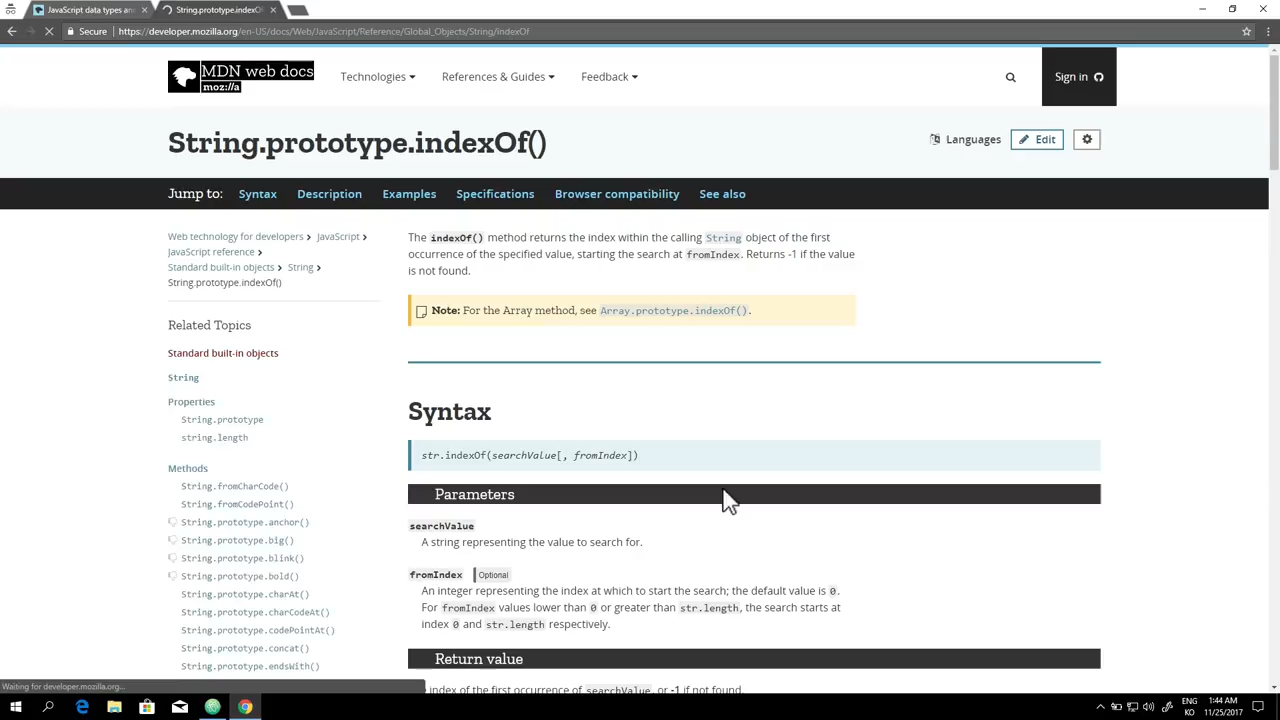 JavaScript data types an
String.prototype.indexO
Secure
https://developer.mozilla.org/en-US/docs/Web/JavaScript/Reference/Global_Objects/String/indexOf
MDN web docs
moz://a
Technologies
References & Guides
Feedback
Sign in
String.prototype.indexOf()
Languages
Edit
Jump to:
Syntax
Description
Examples
Specifications
Browser compatibility
See also
Web technology for developers
JavaScript
JavaScript reference
Standard built-in objects
String
String.prototype.indexOf()
Related Topics
Standard built-in objects
String
Properties
String.prototype
string.length
Methods
String.fromCharCode()
String.fromCodePoint()
String.prototype.anchor()
String.prototype.big()
String.prototype.blink()
String.prototype.bold()
String.prototype.charAt()
String.prototype.charCodeAt()
String.prototype.codePointAt()
String.prototype.concat()
String.prototype.endsWith()
The indexOf() method returns the index within the calling String object of the first
occurrence of the specified value, starting the search at fromIndex. Returns -1 if the value
is not found.
Note: For the Array method, see Array.prototype.indexOf().
Syntax
str.indexOf(searchValue[, fromIndex])
Parameters
searchValue
A string representing the value to search for.
fromIndex Optional
An integer representing the index at which to start the search; the default value is 0.
For fromIndex values lower than 0 or greater than str.length, the search starts at
index 0 and str.length respectively.
Return value
index of the first occurrence of searchValue, or -1 if not found.
Waiting for developer.mozilla.org...
ENG
KO
1:44 AM
11/25/2017